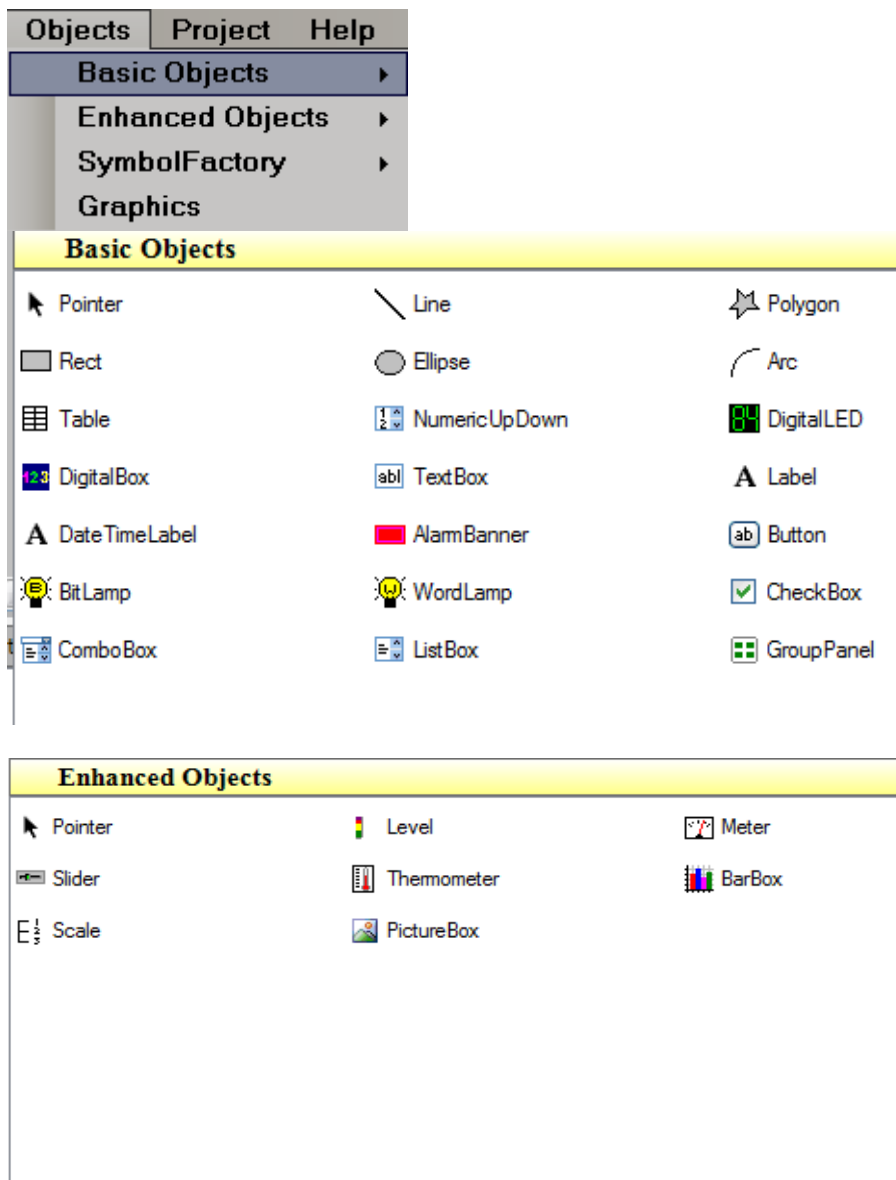 Objects Project Help
Basic Objects
Enhanced Objects
SymbolFactory
Graphics
Basic Objects
Pointer Line Polygon
Rect Ellipse Arc
Table NumericUpDown DigitalLED
DigitalBox TextBox Label
DateTimeLabel AlarmBanner Button
BitLamp WordLamp CheckBox
ComboBox ListBox GroupPanel
Enhanced Objects
Pointer Level Meter
Slider Thermometer BarBox
Scale PictureBox